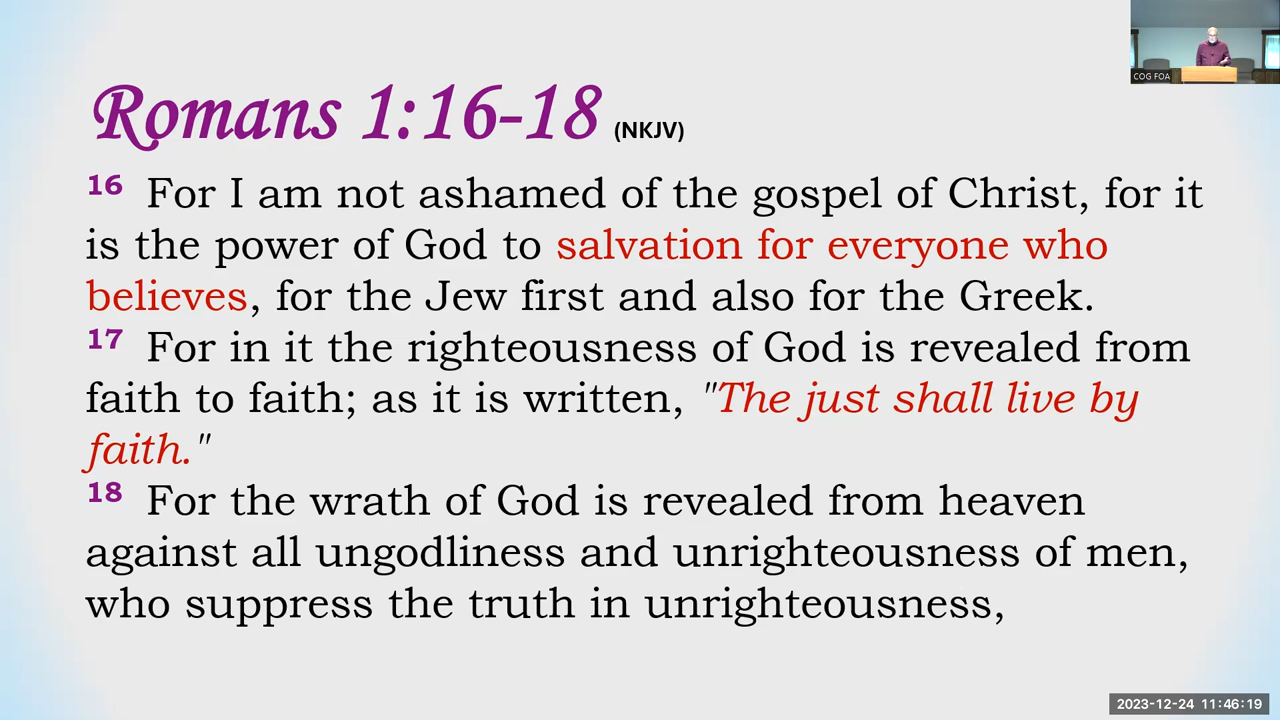 COG FOA
Romans 1:16-18 (NKJV)
16 For I am not ashamed of the gospel of Christ, for it
is the power of God to salvation for everyone who
believes, for the Jew first and also for the Greek.
17 For in it the righteousness of God is revealed from
faith to faith; as it is written, "The just shall live by
faith."
18 For the wrath of God is revealed from heaven
against all ungodliness and unrighteousness of men,
who suppress the truth in unrighteousness,
2023-12-24 11:46:19